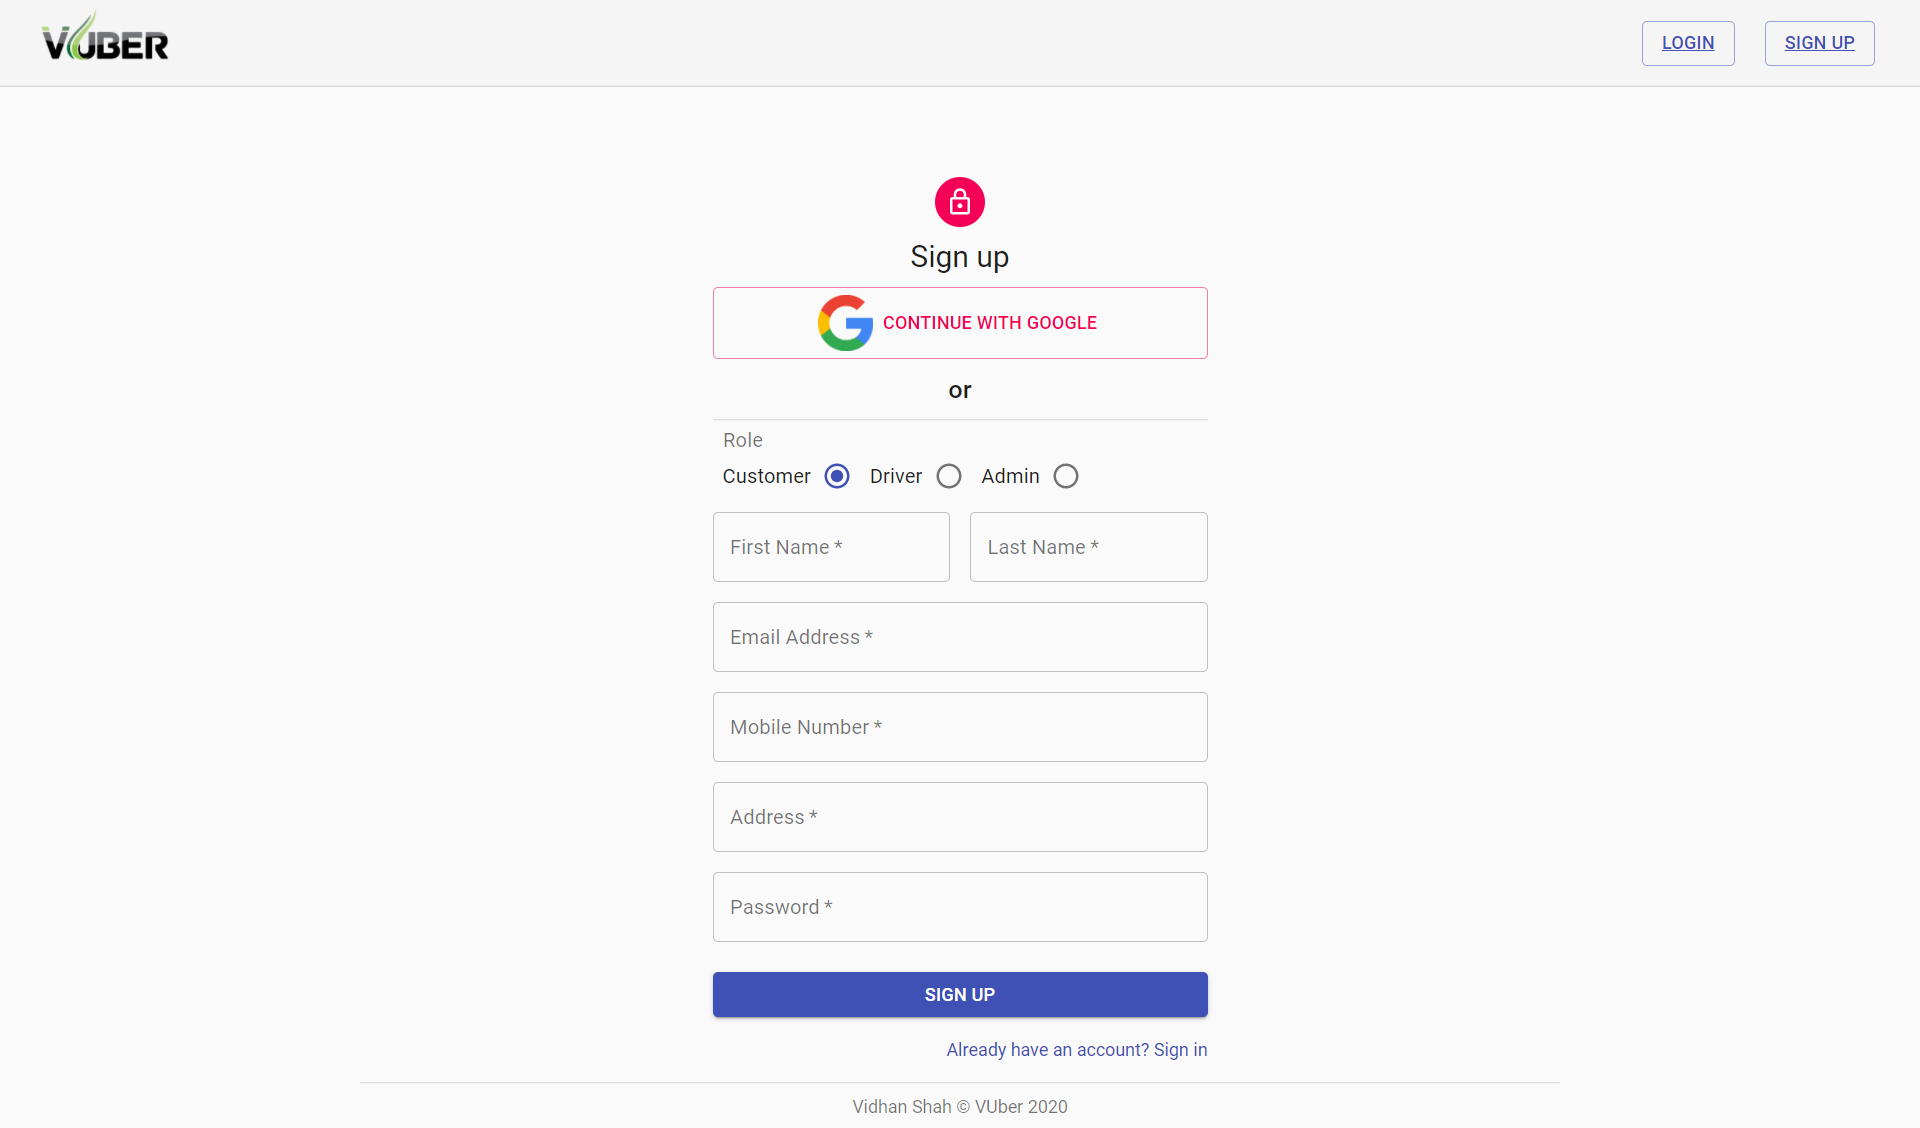 VUBER
LOGIN SIGN UP
Sign up
CONTINUE WITH GOOGLE
or
Role
Customer Driver Admin
First Name * Last Name *
Email Address *
Mobile Number *
Address *
Password *
SIGN UP
Already have an account? Sign in
Vidhan Shah © VUber 2020